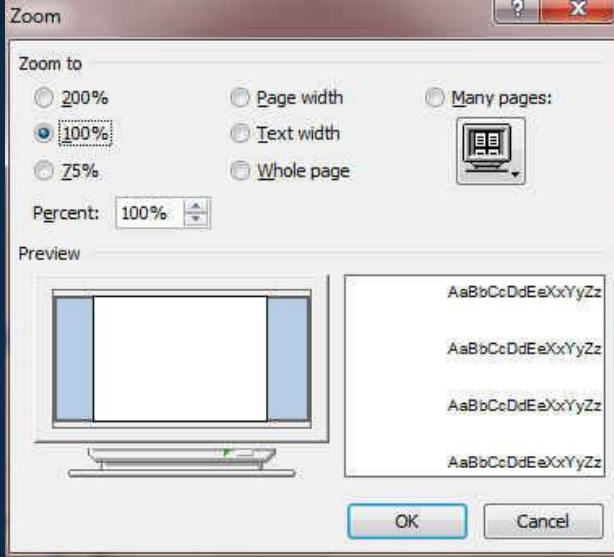 Zoom
Zoom to
200% Page width Many pages:
100% Text width
75% Whole page
Percent: 100%
Preview
AaBbCcDdEeXxYyZz
AaBbCcDdEeXxYyZz
AaBbCcDdEeXxYyZz
AaBbCcDdEeXxYyZz
OK Cancel